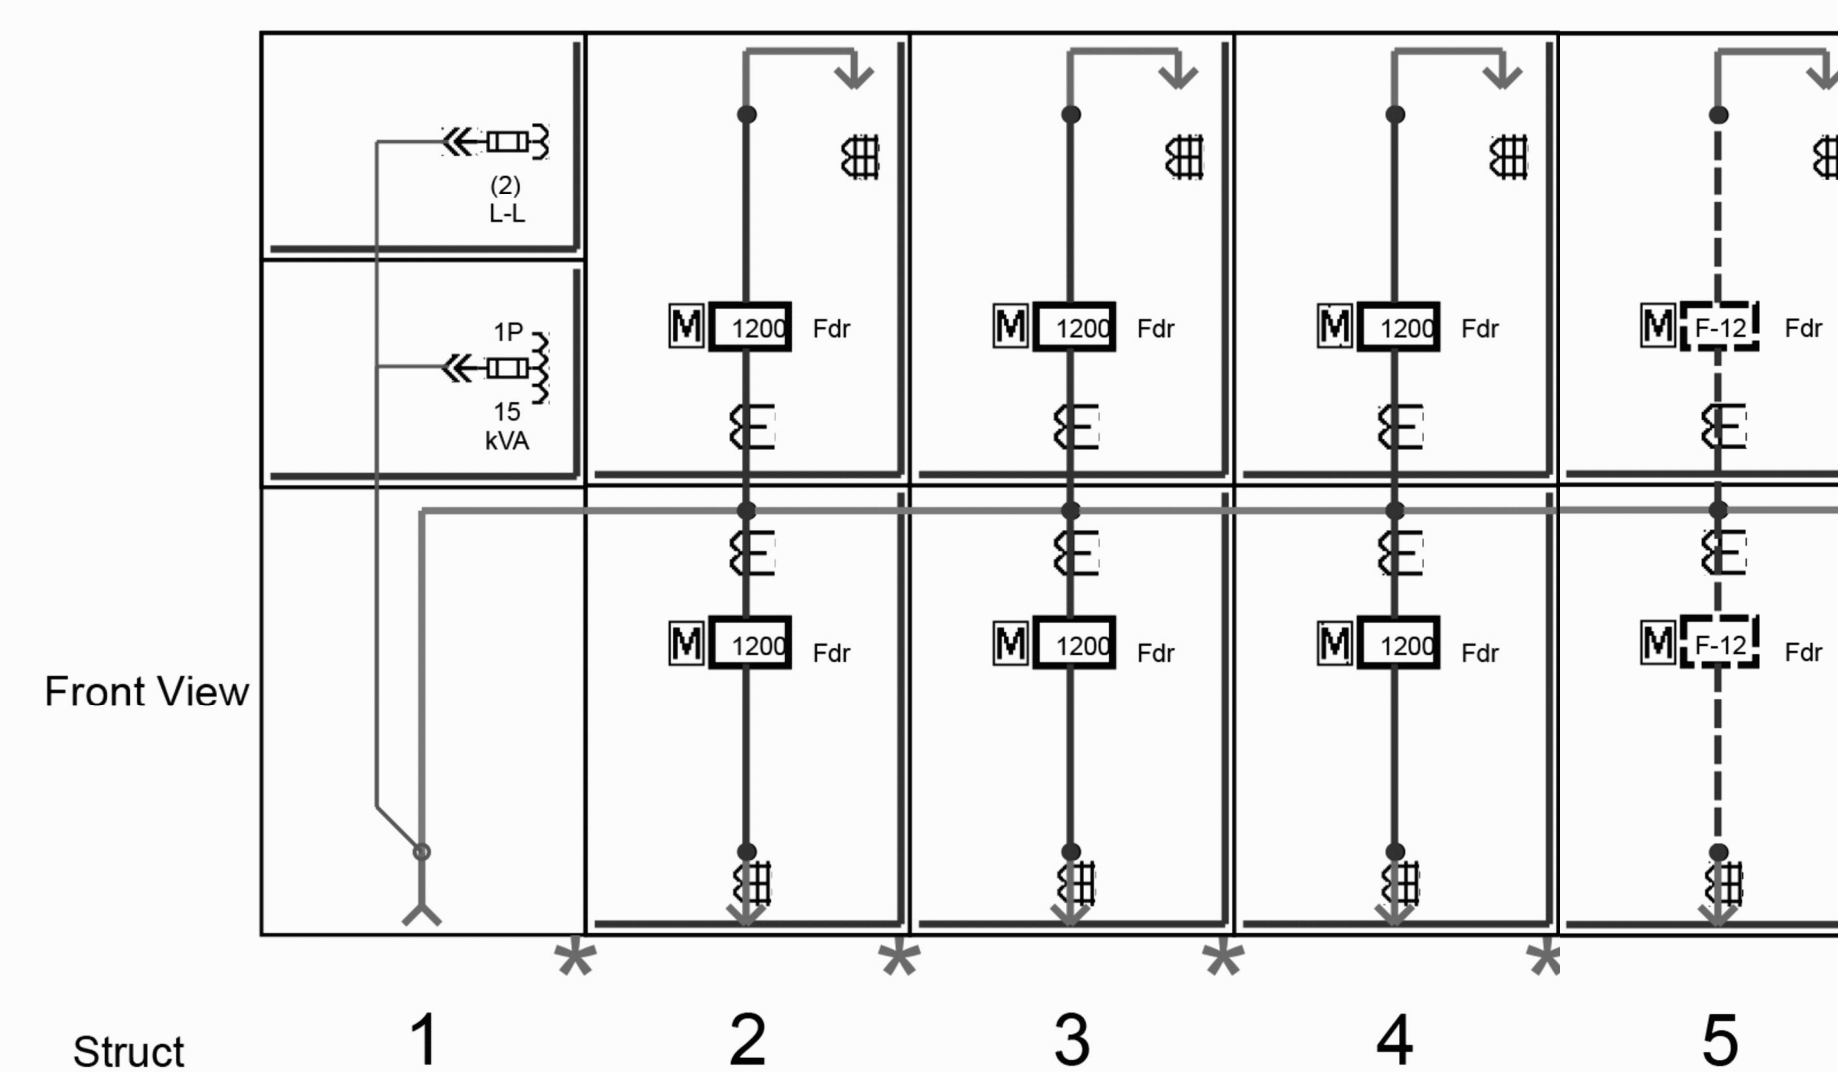 (2)
L-L
1P
15
kVA
M 1200 Fdr
M 1200 Fdr
M 1200 Fdr
M F-12 Fdr
M 1200 Fdr
M 1200 Fdr
M 1200 Fdr
M F-12 Fdr
Front View
* * * *
Struct 1 2 3 4 5